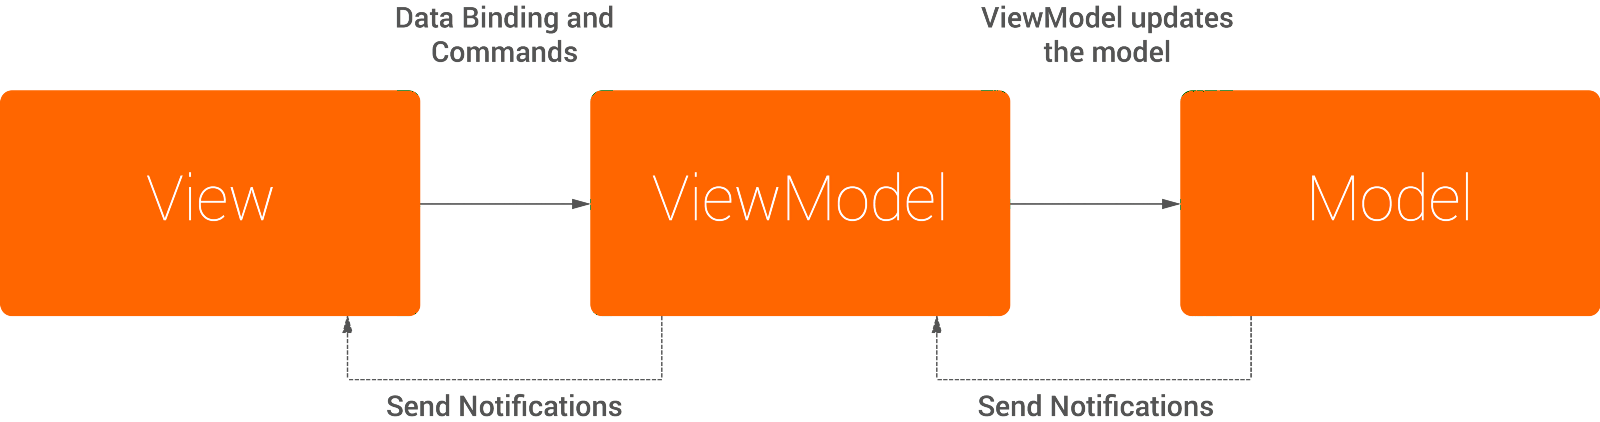 Data Binding and
Commands
ViewModel updates
the model
View
ViewModel
Model
Send Notifications
Send Notifications